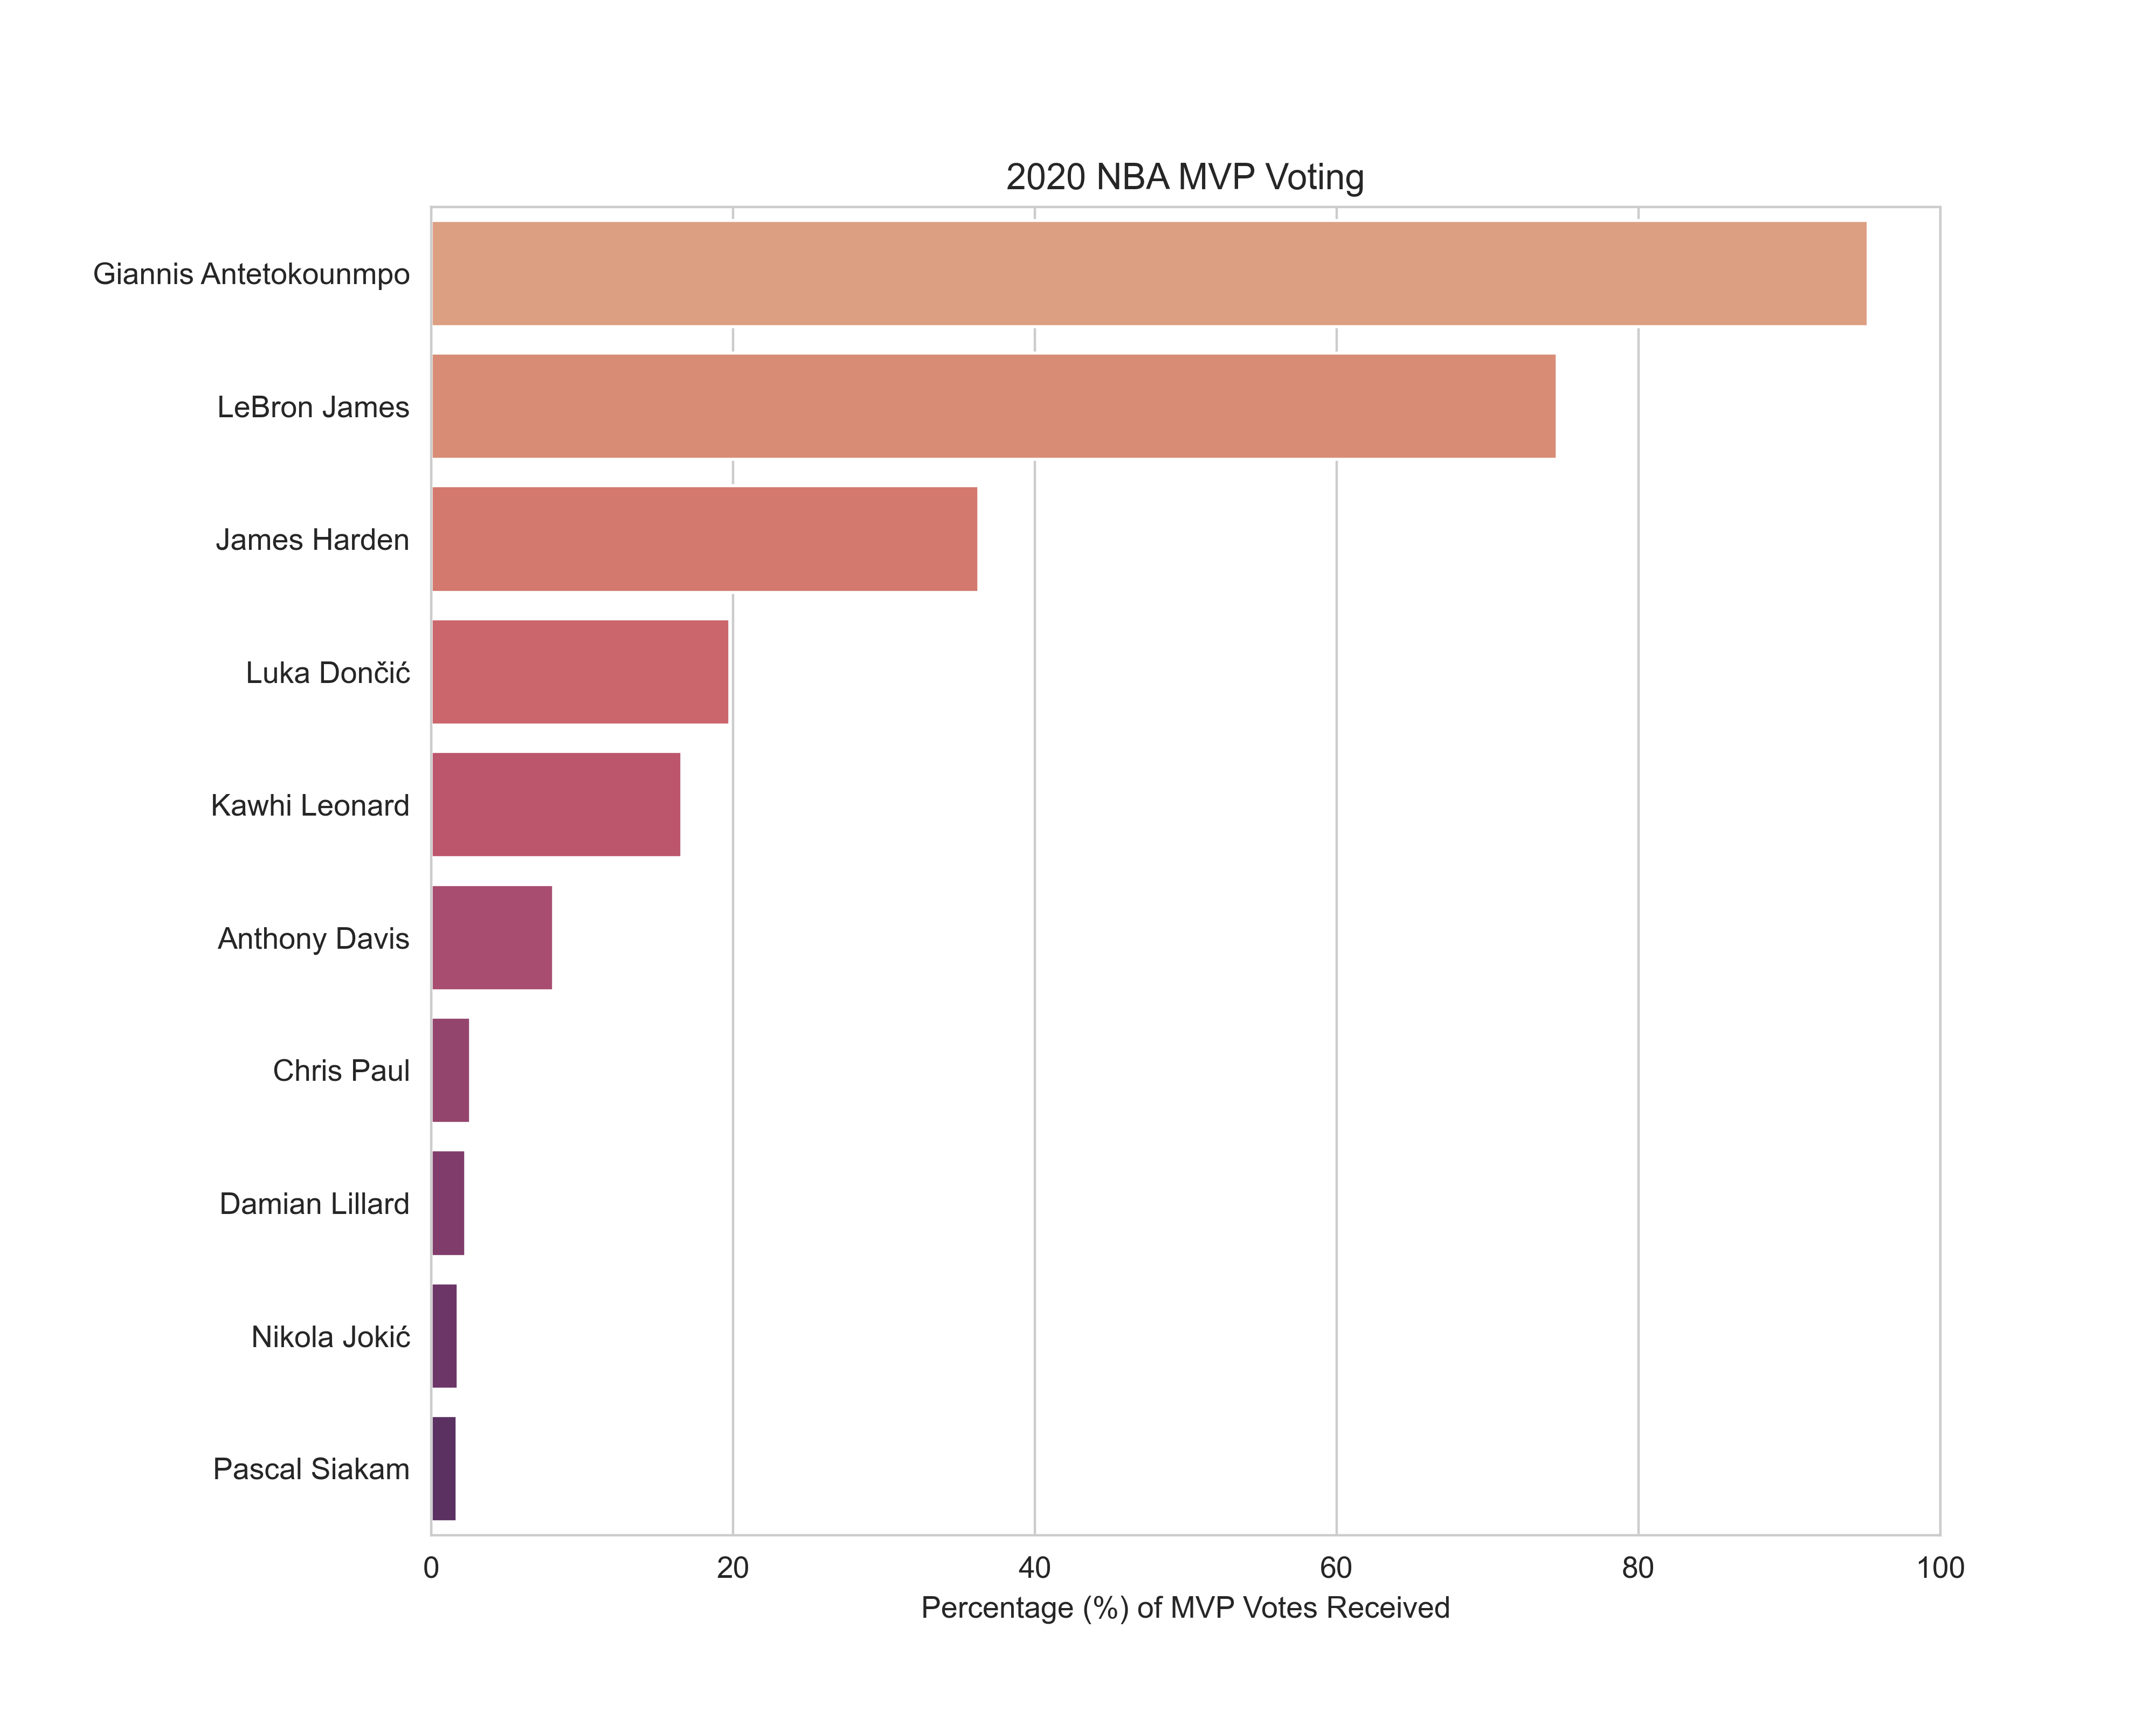 2020 NBA MVP Voting
Giannis Antetokounmpo
LeBron James
James Harden
Luka Dončić
Kawhi Leonard
Anthony Davis
Chris Paul
Damian Lillard
Nikola Jokić
Pascal Siakam
0 20 40 60 80 100
Percentage (%) of MVP Votes Received